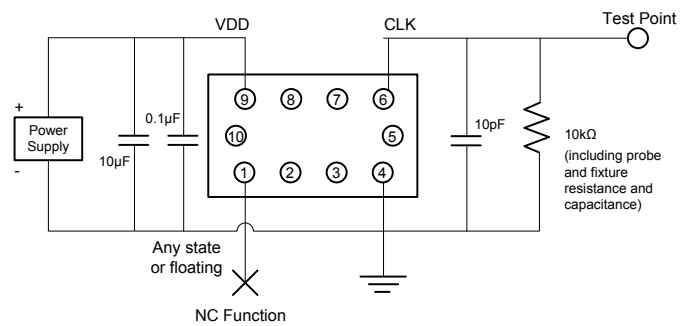 VDD
CLK
Test Point
+
Power
Supply
-
10µF
0.1µF
9
8
7
6
10
5
1
2
3
4
10pF
10kΩ
(including probe
and fixture
resistance and
capacitance)
Any state
or floating
NC Function